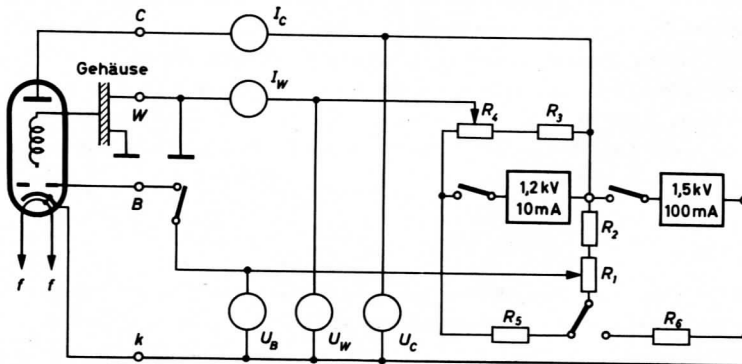 C
I_C
Gehäuse
W
I_W
R_4
R_3
B
1,2 kV
10 mA
1,5 kV
100 mA
R_2
R_1
f
f
k
U_B
U_W
U_C
R_5
R_6